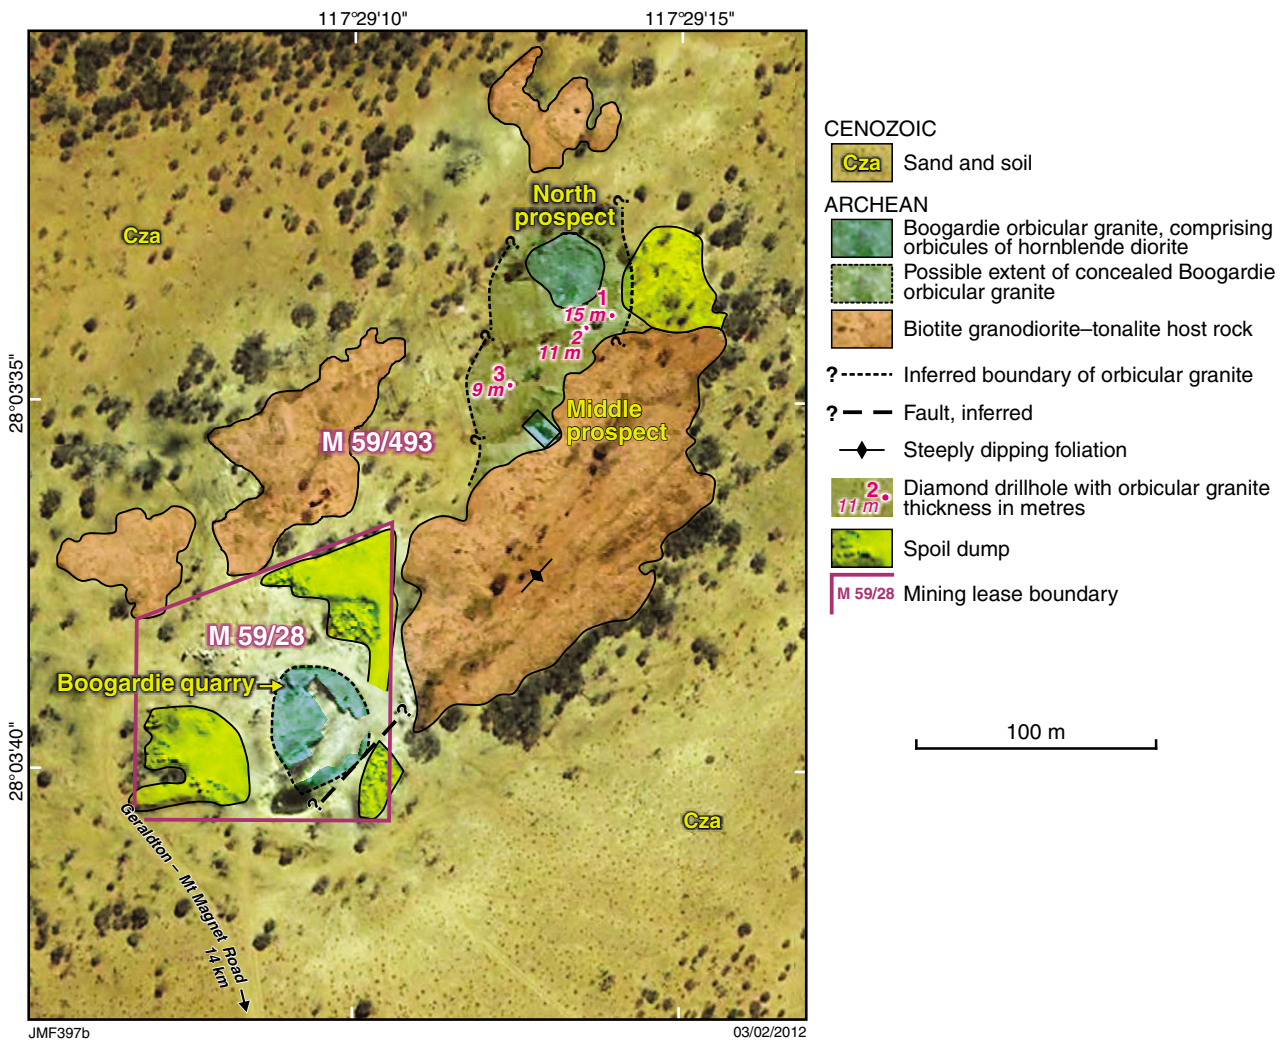 117°29'10"
117°29'15"
28°03'35"
28°03'40"
North
prospect
Cza
?
?
1
15 m
2
11 m
?
?
3
9 m
Middle
prospect
?
M 59/493
M 59/28
Boogardie quarry
?
?
Cza
Geraldton – Mt Magnet Road
14 km
CENOZOIC
Cza Sand and soil
ARCHEAN
Boogardie orbicular granite, comprising
orbicules of hornblende diorite
Possible extent of concealed Boogardie
orbicular granite
Biotite granodiorite–tonalite host rock
? Inferred boundary of orbicular granite
? Fault, inferred
Steeply dipping foliation
2 Diamond drillhole with orbicular granite
11 m thickness in metres
Spoil dump
M 59/28 Mining lease boundary
100 m
JMF397b
03/02/2012